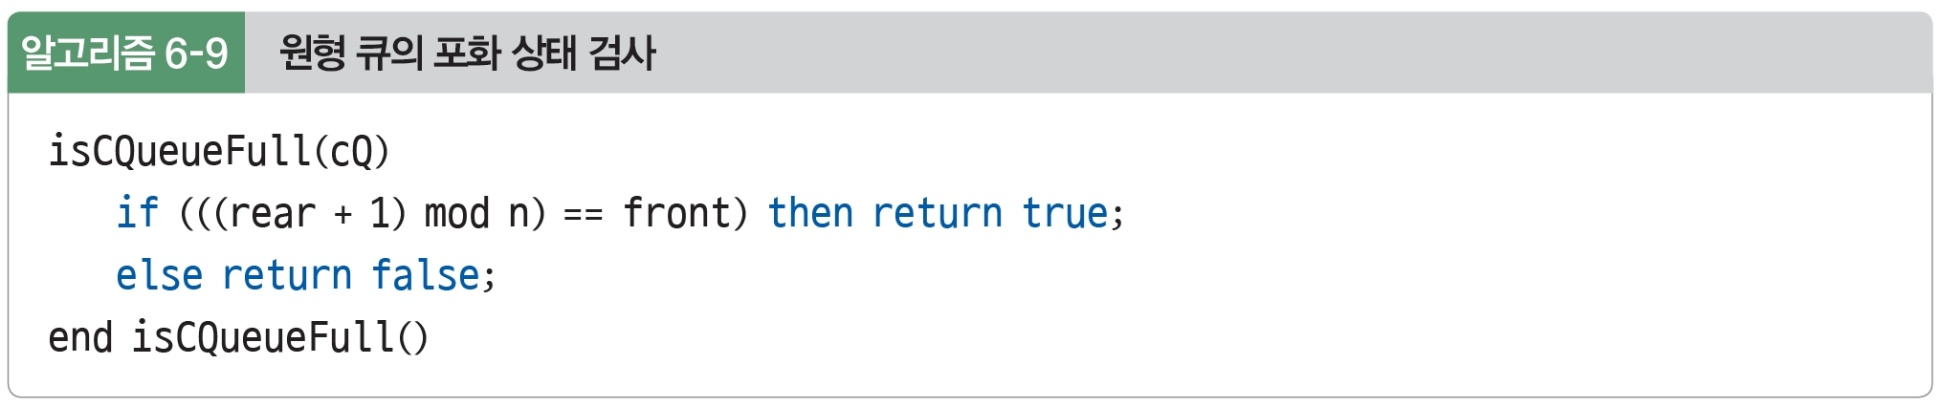 알고리즘 6-9 원형 큐의 포화 상태 검사
isCQueueFull(cQ)
if (((rear + 1) mod n) == front) then return true;
else return false;
end isCQueueFull()